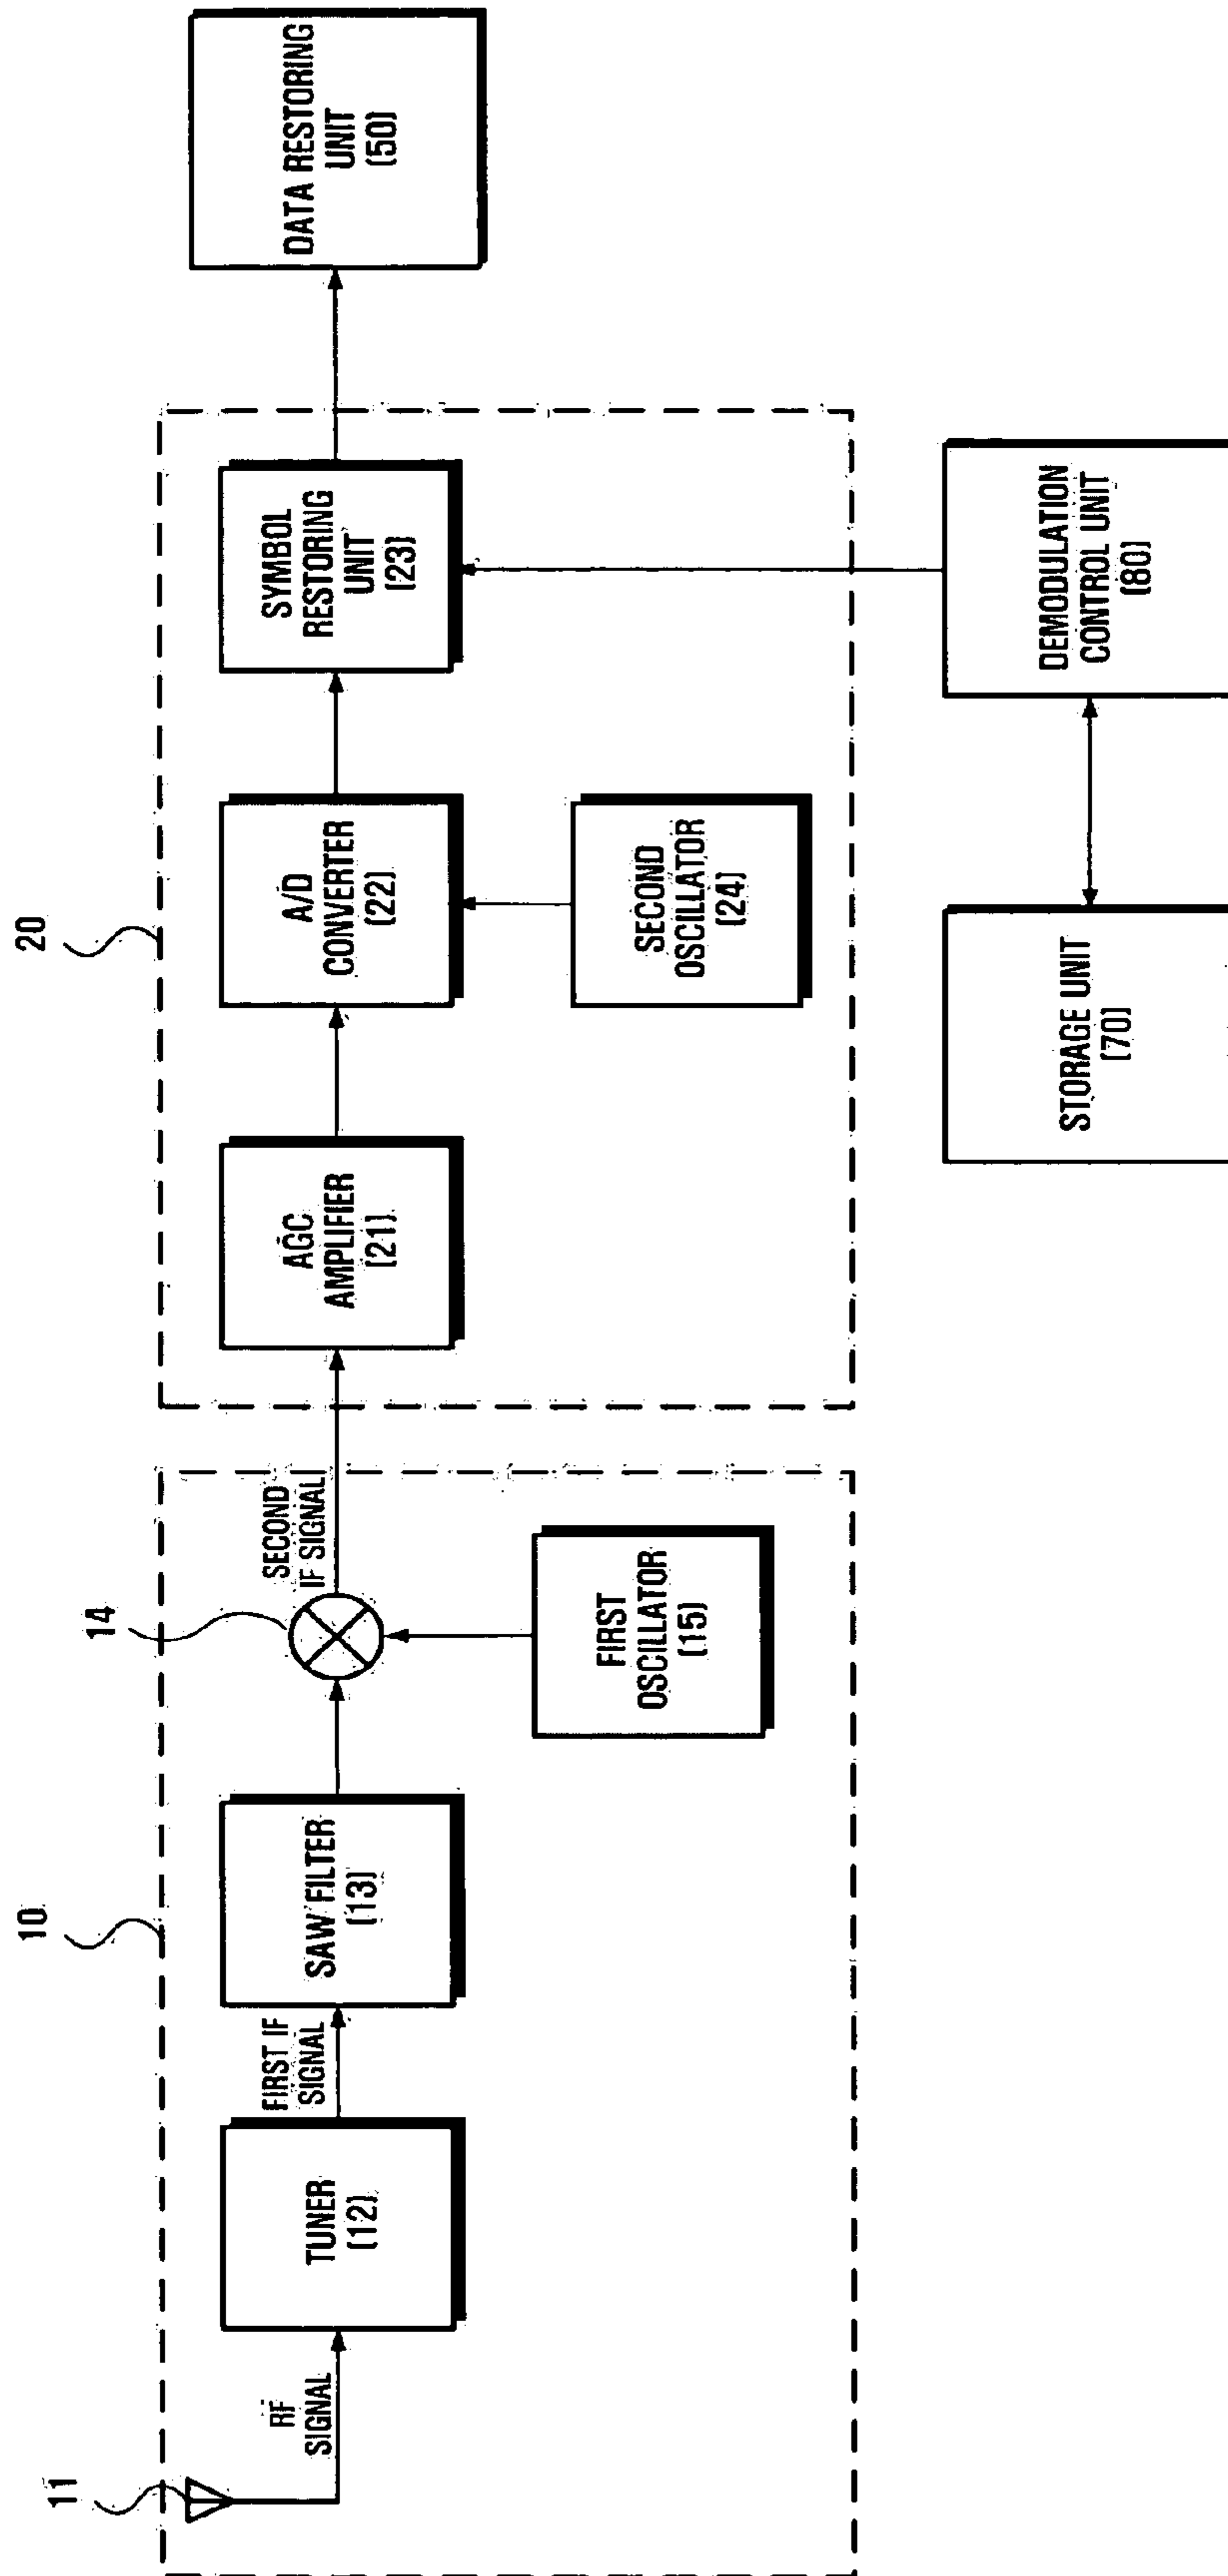 10
20
11
14
RF
SIGNAL
TUNER
(12)
FIRST IF
SIGNAL
SAW FILTER
(13)
SECOND
IF SIGNAL
FIRST
OSCILLATOR
(15)
AGC
AMPLIFIER
(21)
A/D
CONVERTER
(22)
SECOND
OSCILLATOR
(24)
SYMBOL
RESTORING
UNIT
(23)
DATA RESTORING
UNIT
(50)
STORAGE UNIT
(70)
DEMODULATION
CONTROL UNIT
(80)